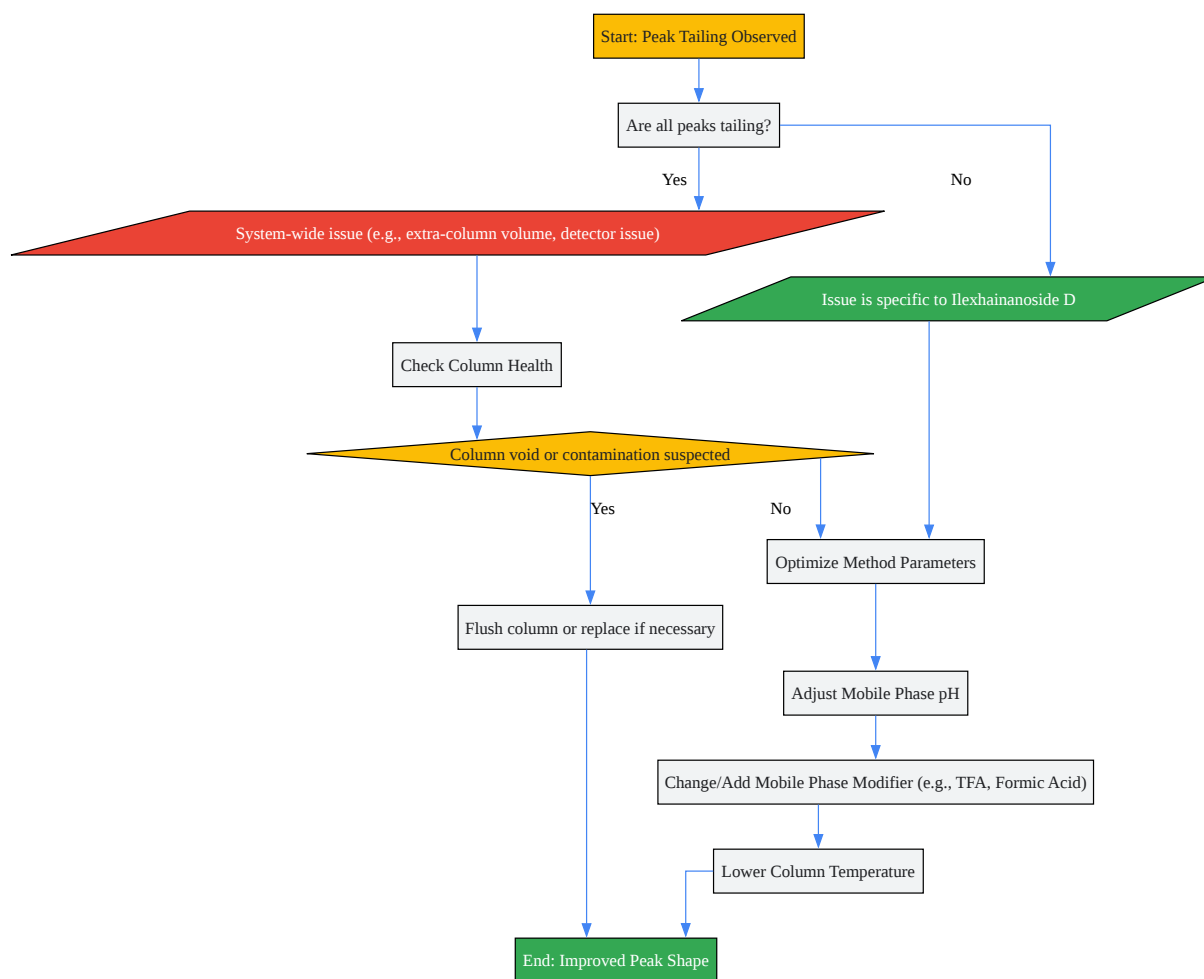 Start: Peak Tailing Observed
Are all peaks tailing?
Yes
No
System-wide issue (e.g., extra-column volume, detector issue)
Issue is specific to Ilexhainanoside D
Check Column Health
Column void or contamination suspected
Yes
No
Optimize Method Parameters
Flush column or replace if necessary
Adjust Mobile Phase pH
Change/Add Mobile Phase Modifier (e.g., TFA, Formic Acid)
Lower Column Temperature
End: Improved Peak Shape